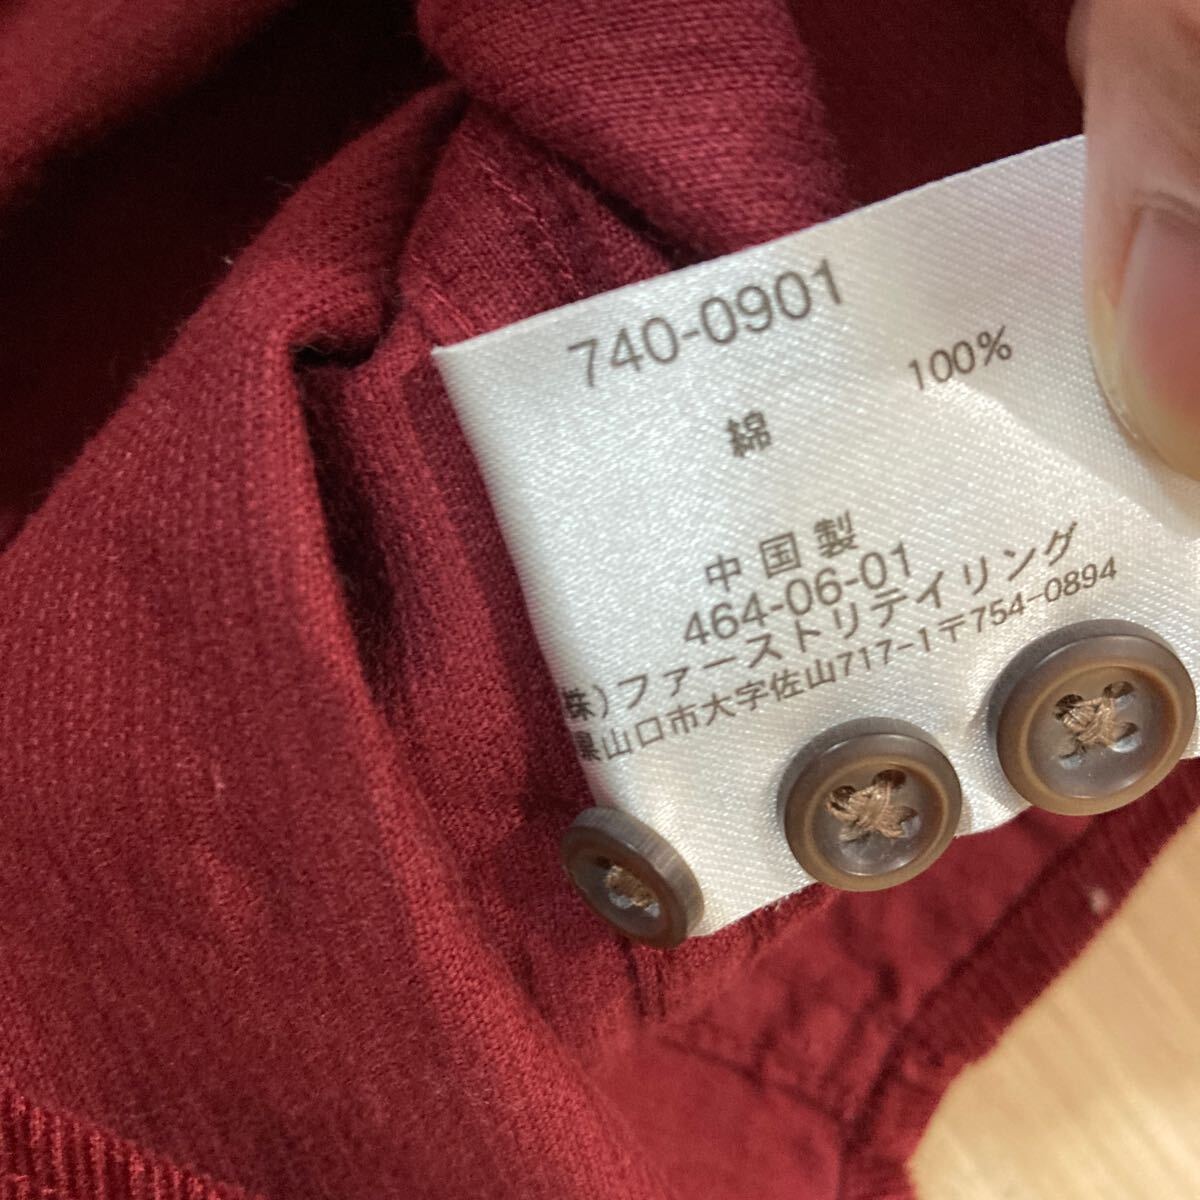 740-0901
綿 100%
中国製
464-06-01
株)ファーストリテイリング
県山口市大字佐山717-1〒754-0894